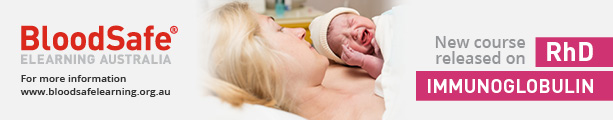 BloodSafe®
ELEARNING AUSTRALIA
For more information
www.bloodsafelearning.org.au
New course
released on
RhD
IMMUNOGLOBULIN